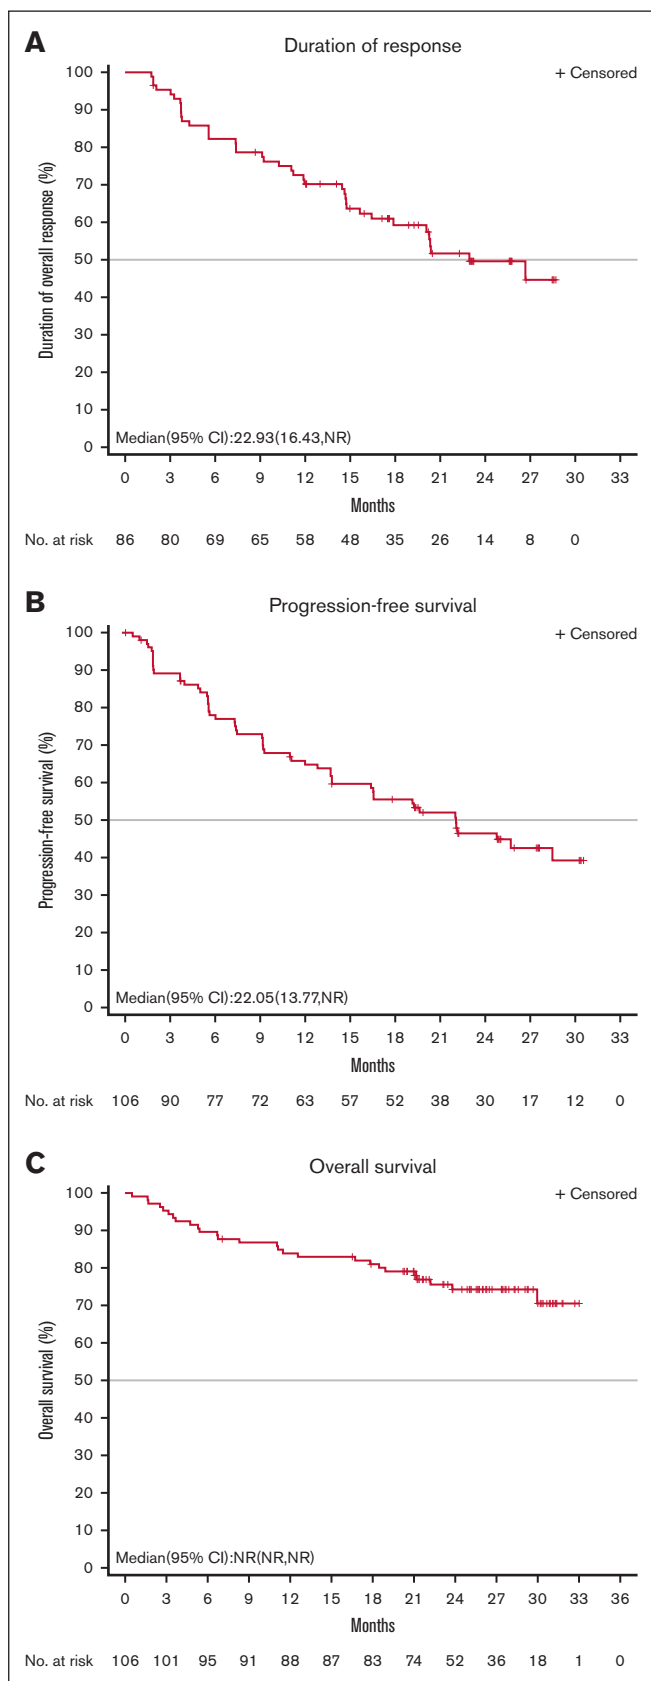 A
Duration of response
+ Censored
Duration of overall response (%)
100
90
80
70
60
50
40
30
20
10
0
Median(95% CI):22.93(16.43,NR)
0 3 6 9 12 15 18 21 24 27 30 33
Months
No. at risk 86 80 69 65 58 48 35 26 14 8 0
B
Progression-free survival
+ Censored
Progression-free survival (%)
100
90
80
70
60
50
40
30
20
10
0
Median(95% CI):22.05(13.77,NR)
0 3 6 9 12 15 18 21 24 27 30 33
Months
No. at risk 106 90 77 72 63 57 52 38 30 17 12 0
C
Overall survival
+ Censored
Overall survival (%)
100
90
80
70
60
50
40
30
20
10
0
Median(95% CI):NR(NR,NR)
0 3 6 9 12 15 18 21 24 27 30 33 36
Months
No. at risk 106 101 95 91 88 87 83 74 52 36 18 1 0